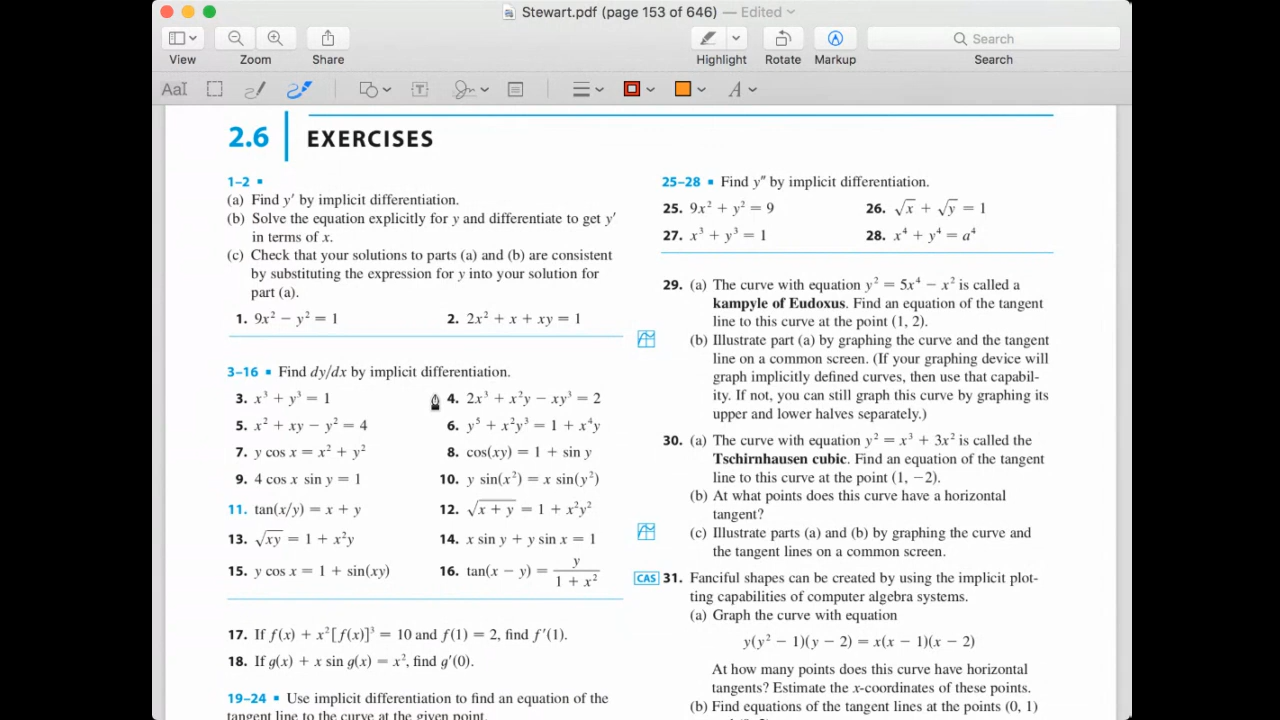 Stewart.pdf (page 153 of 646) — Edited
View
Zoom
Share
Highlight
Rotate
Markup
Search
Search
AaI
T
A
2.6 EXERCISES
1–2 ▪
(a) Find y′ by implicit differentiation.
(b) Solve the equation explicitly for y and differentiate to get y′
in terms of x.
(c) Check that your solutions to parts (a) and (b) are consistent
by substituting the expression for y into your solution for
part (a).
1. 9x² − y² = 1
2. 2x² + x + xy = 1
3–16 ▪ Find dy/dx by implicit differentiation.
3. x³ + y³ = 1
4. 2x³ + x²y − xy³ = 2
5. x² + xy − y² = 4
6. y⁵ + x²y³ = 1 + x⁴y
7. y cos x = x² + y²
8. cos(xy) = 1 + sin y
9. 4 cos x sin y = 1
10. y sin(x²) = x sin(y²)
11. tan(x/y) = x + y
12. √(x + y) = 1 + x²y²
13. √(xy) = 1 + x²y
14. x sin y + y sin x = 1
15. y cos x = 1 + sin(xy)
16. tan(x − y) = y/(1 + x²)
17. If f(x) + x²[f(x)]³ = 10 and f(1) = 2, find f′(1).
18. If g(x) + x sin g(x) = x², find g′(0).
19–24 ▪ Use implicit differentiation to find an equation of the
tangent line to the curve at the given point.
25–28 ▪ Find y″ by implicit differentiation.
25. 9x² + y² = 9
26. √x + √y = 1
27. x³ + y³ = 1
28. x⁴ + y⁴ = a⁴
29. (a) The curve with equation y² = 5x⁴ − x² is called a
kampyle of Eudoxus. Find an equation of the tangent
line to this curve at the point (1, 2).
(b) Illustrate part (a) by graphing the curve and the tangent
line on a common screen. (If your graphing device will
graph implicitly defined curves, then use that capabil-
ity. If not, you can still graph this curve by graphing its
upper and lower halves separately.)
30. (a) The curve with equation y² = x³ + 3x² is called the
Tschirnhausen cubic. Find an equation of the tangent
line to this curve at the point (1, −2).
(b) At what points does this curve have a horizontal
tangent?
(c) Illustrate parts (a) and (b) by graphing the curve and
the tangent lines on a common screen.
CAS 31. Fanciful shapes can be created by using the implicit plot-
ting capabilities of computer algebra systems.
(a) Graph the curve with equation
y(y² − 1)(y − 2) = x(x − 1)(x − 2)
At how many points does this curve have horizontal
tangents? Estimate the x-coordinates of these points.
(b) Find equations of the tangent lines at the points (0, 1)